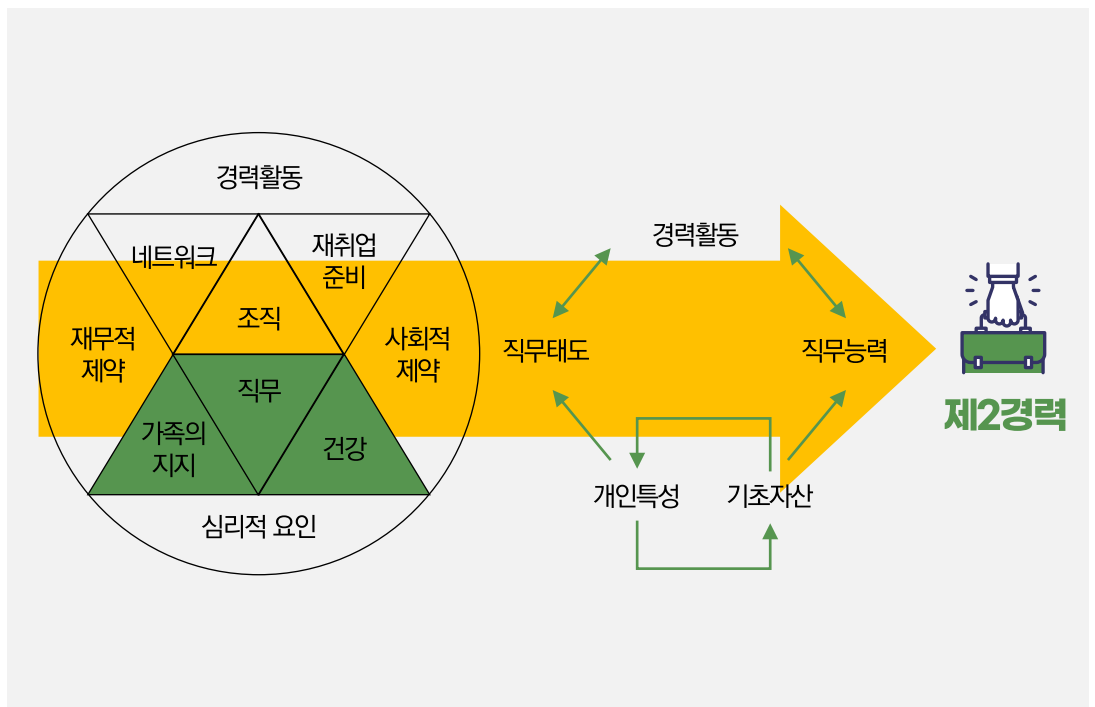 경력활동
네트워크
재취업
준비
조직
재무적
제약
사회적
제약
직무
가족의
지지
건강
심리적 요인
경력활동
직무태도
직무능력
개인특성
기초자산
제2경력